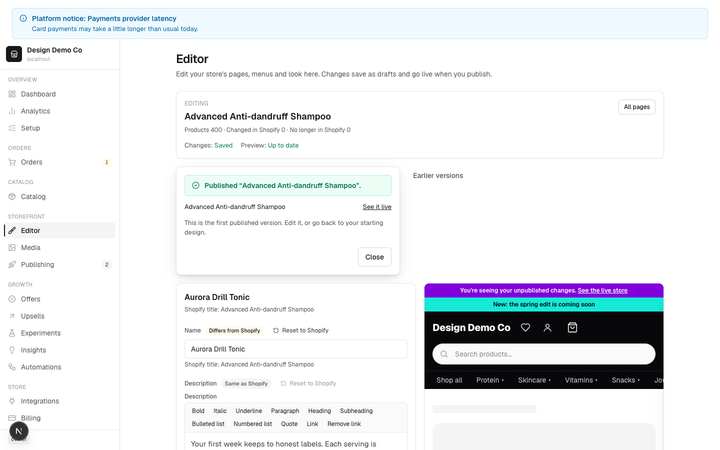 Platform notice: Payments provider latency
Card payments may take a little longer than usual today.
Design Demo Co
localhost
OVERVIEW
Dashboard
Analytics
Setup
ORDERS
Orders 1
CATALOG
Catalog
STOREFRONT
Editor
Media
Publishing 2
GROWTH
Offers
Upsells
Experiments
Insights
Automations
STORE
Integrations
Billing
N
Editor
Edit your store's pages, menus and look here. Changes save as drafts and go live when you publish.
EDITING
Advanced Anti-dandruff Shampoo
All pages
Products 400 · Changed in Shopify 0 · No longer in Shopify 0
Changes: Saved Preview: Up to date
Published "Advanced Anti-dandruff Shampoo".
Advanced Anti-dandruff Shampoo See it live
This is the first published version. Edit it, or go back to your starting
design.
Close
Earlier versions
Aurora Drill Tonic
Shopify title: Advanced Anti-dandruff Shampoo
Name Differs from Shopify Reset to Shopify
Aurora Drill Tonic
Shopify title: Advanced Anti-dandruff Shampoo
Description Same as Shopify Reset to Shopify
Description
Bold Italic Underline Paragraph Heading Subheading
Bulleted list Numbered list Quote Link Remove link
Your first week keeps to honest labels. Each serving is
You're seeing your unpublished changes. See the live store
New: the spring edit is coming soon
Design Demo Co
Search products...
Shop all Protein Skincare Vitamins Snacks